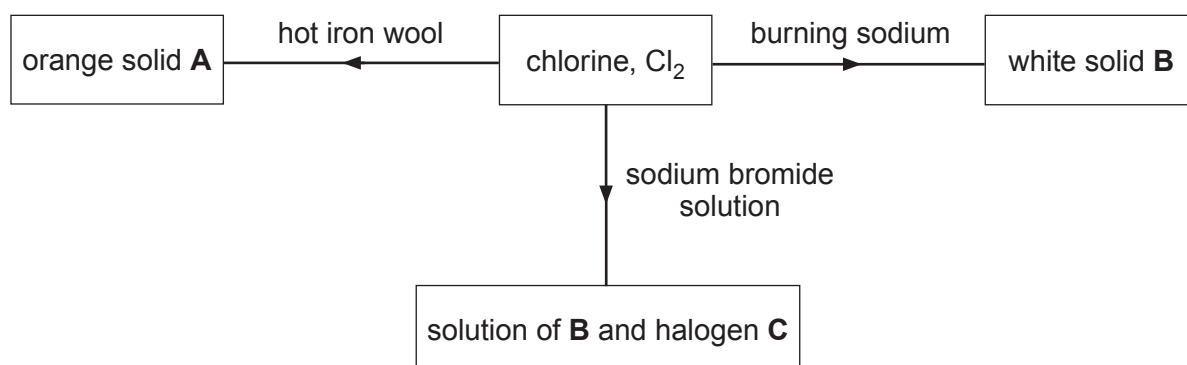 hot iron wool
burning sodium
orange solid A
chlorine, Cl₂
white solid B
sodium bromide
solution
solution of B and halogen C